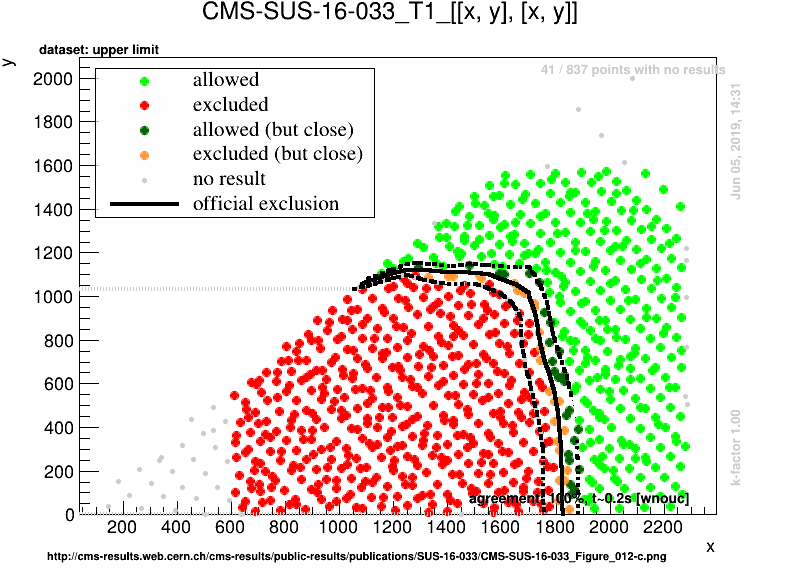 CMS-SUS-16-033_T1_[[x, y], [x, y]]
dataset: upper limit
y
41 / 837 points with no results
Jun 05, 2019, 14:31
allowed
excluded
allowed (but close)
excluded (but close)
no result
official exclusion
2000
1800
1600
1400
1200
1000
800
600
400
200
0
k-factor 1.00
agreement: 100%, t~0.2s [wnouc]
200 400 600 800 1000 1200 1400 1600 1800 2000 2200
x
http://cms-results.web.cern.ch/cms-results/public-results/publications/SUS-16-033/CMS-SUS-16-033_Figure_012-c.png